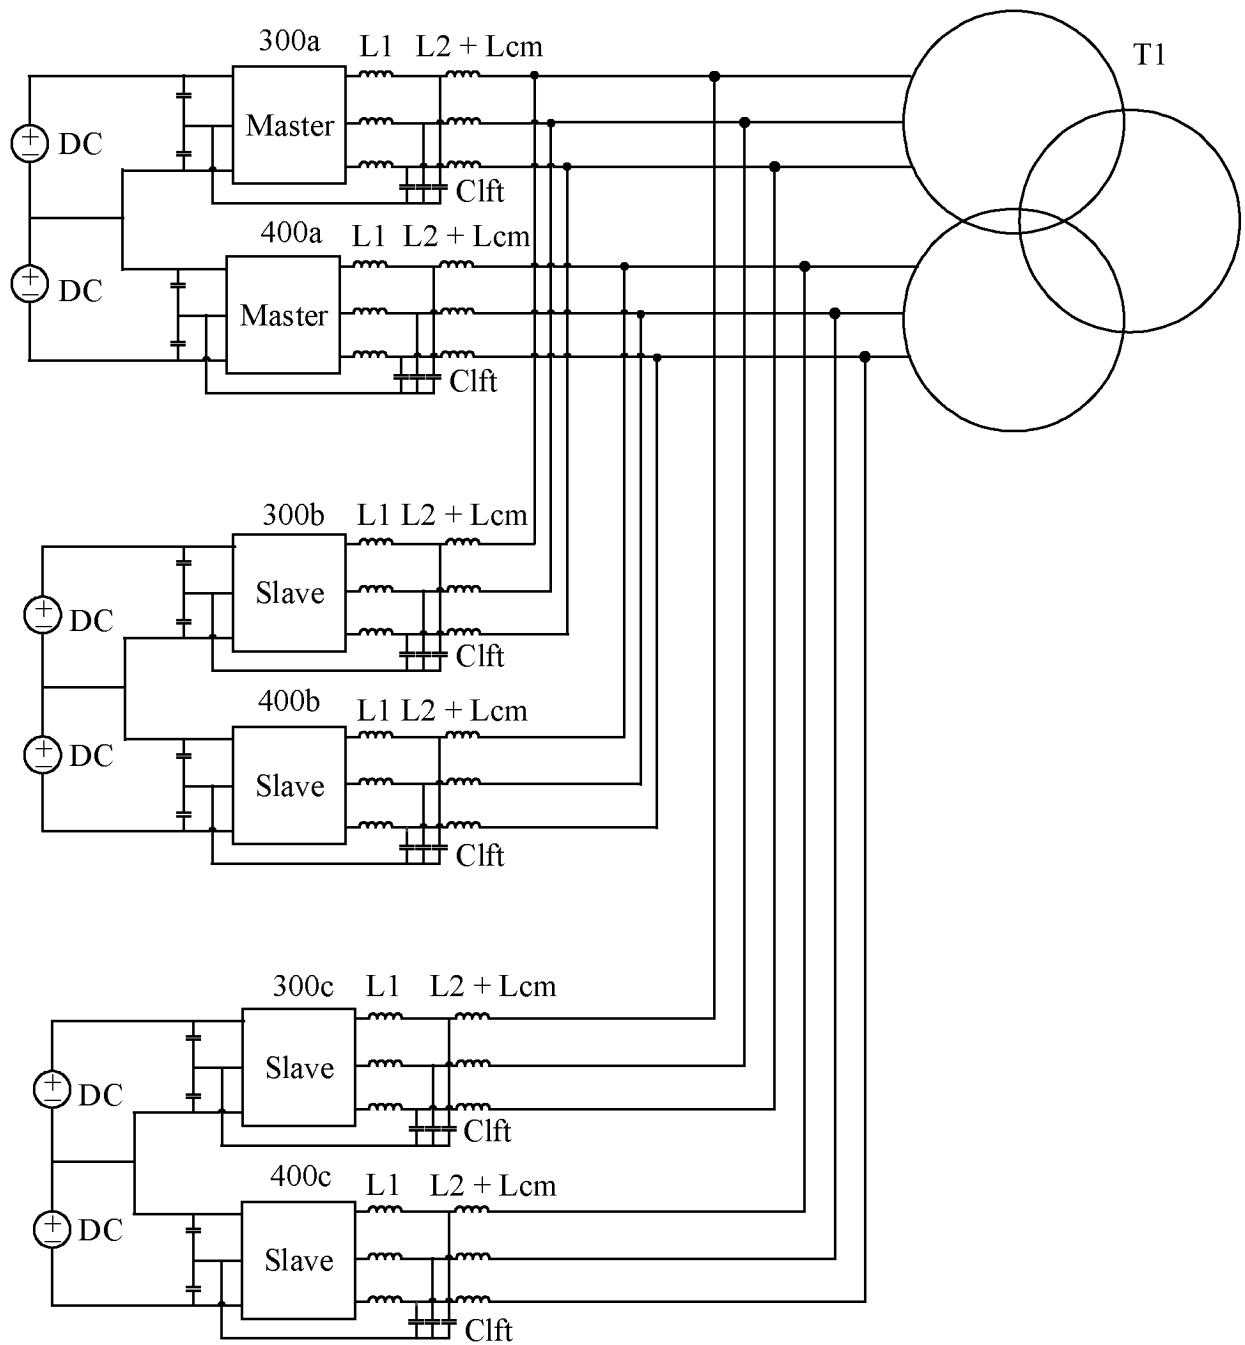 300a L1 L2 + Lcm
T1
DC
Master
Clft
400a L1 L2 + Lcm
DC
Master
Clft
300b L1 L2 + Lcm
DC
Slave
Clft
400b L1 L2 + Lcm
DC
Slave
Clft
300c L1 L2 + Lcm
DC
Slave
Clft
400c L1 L2 + Lcm
DC
Slave
Clft